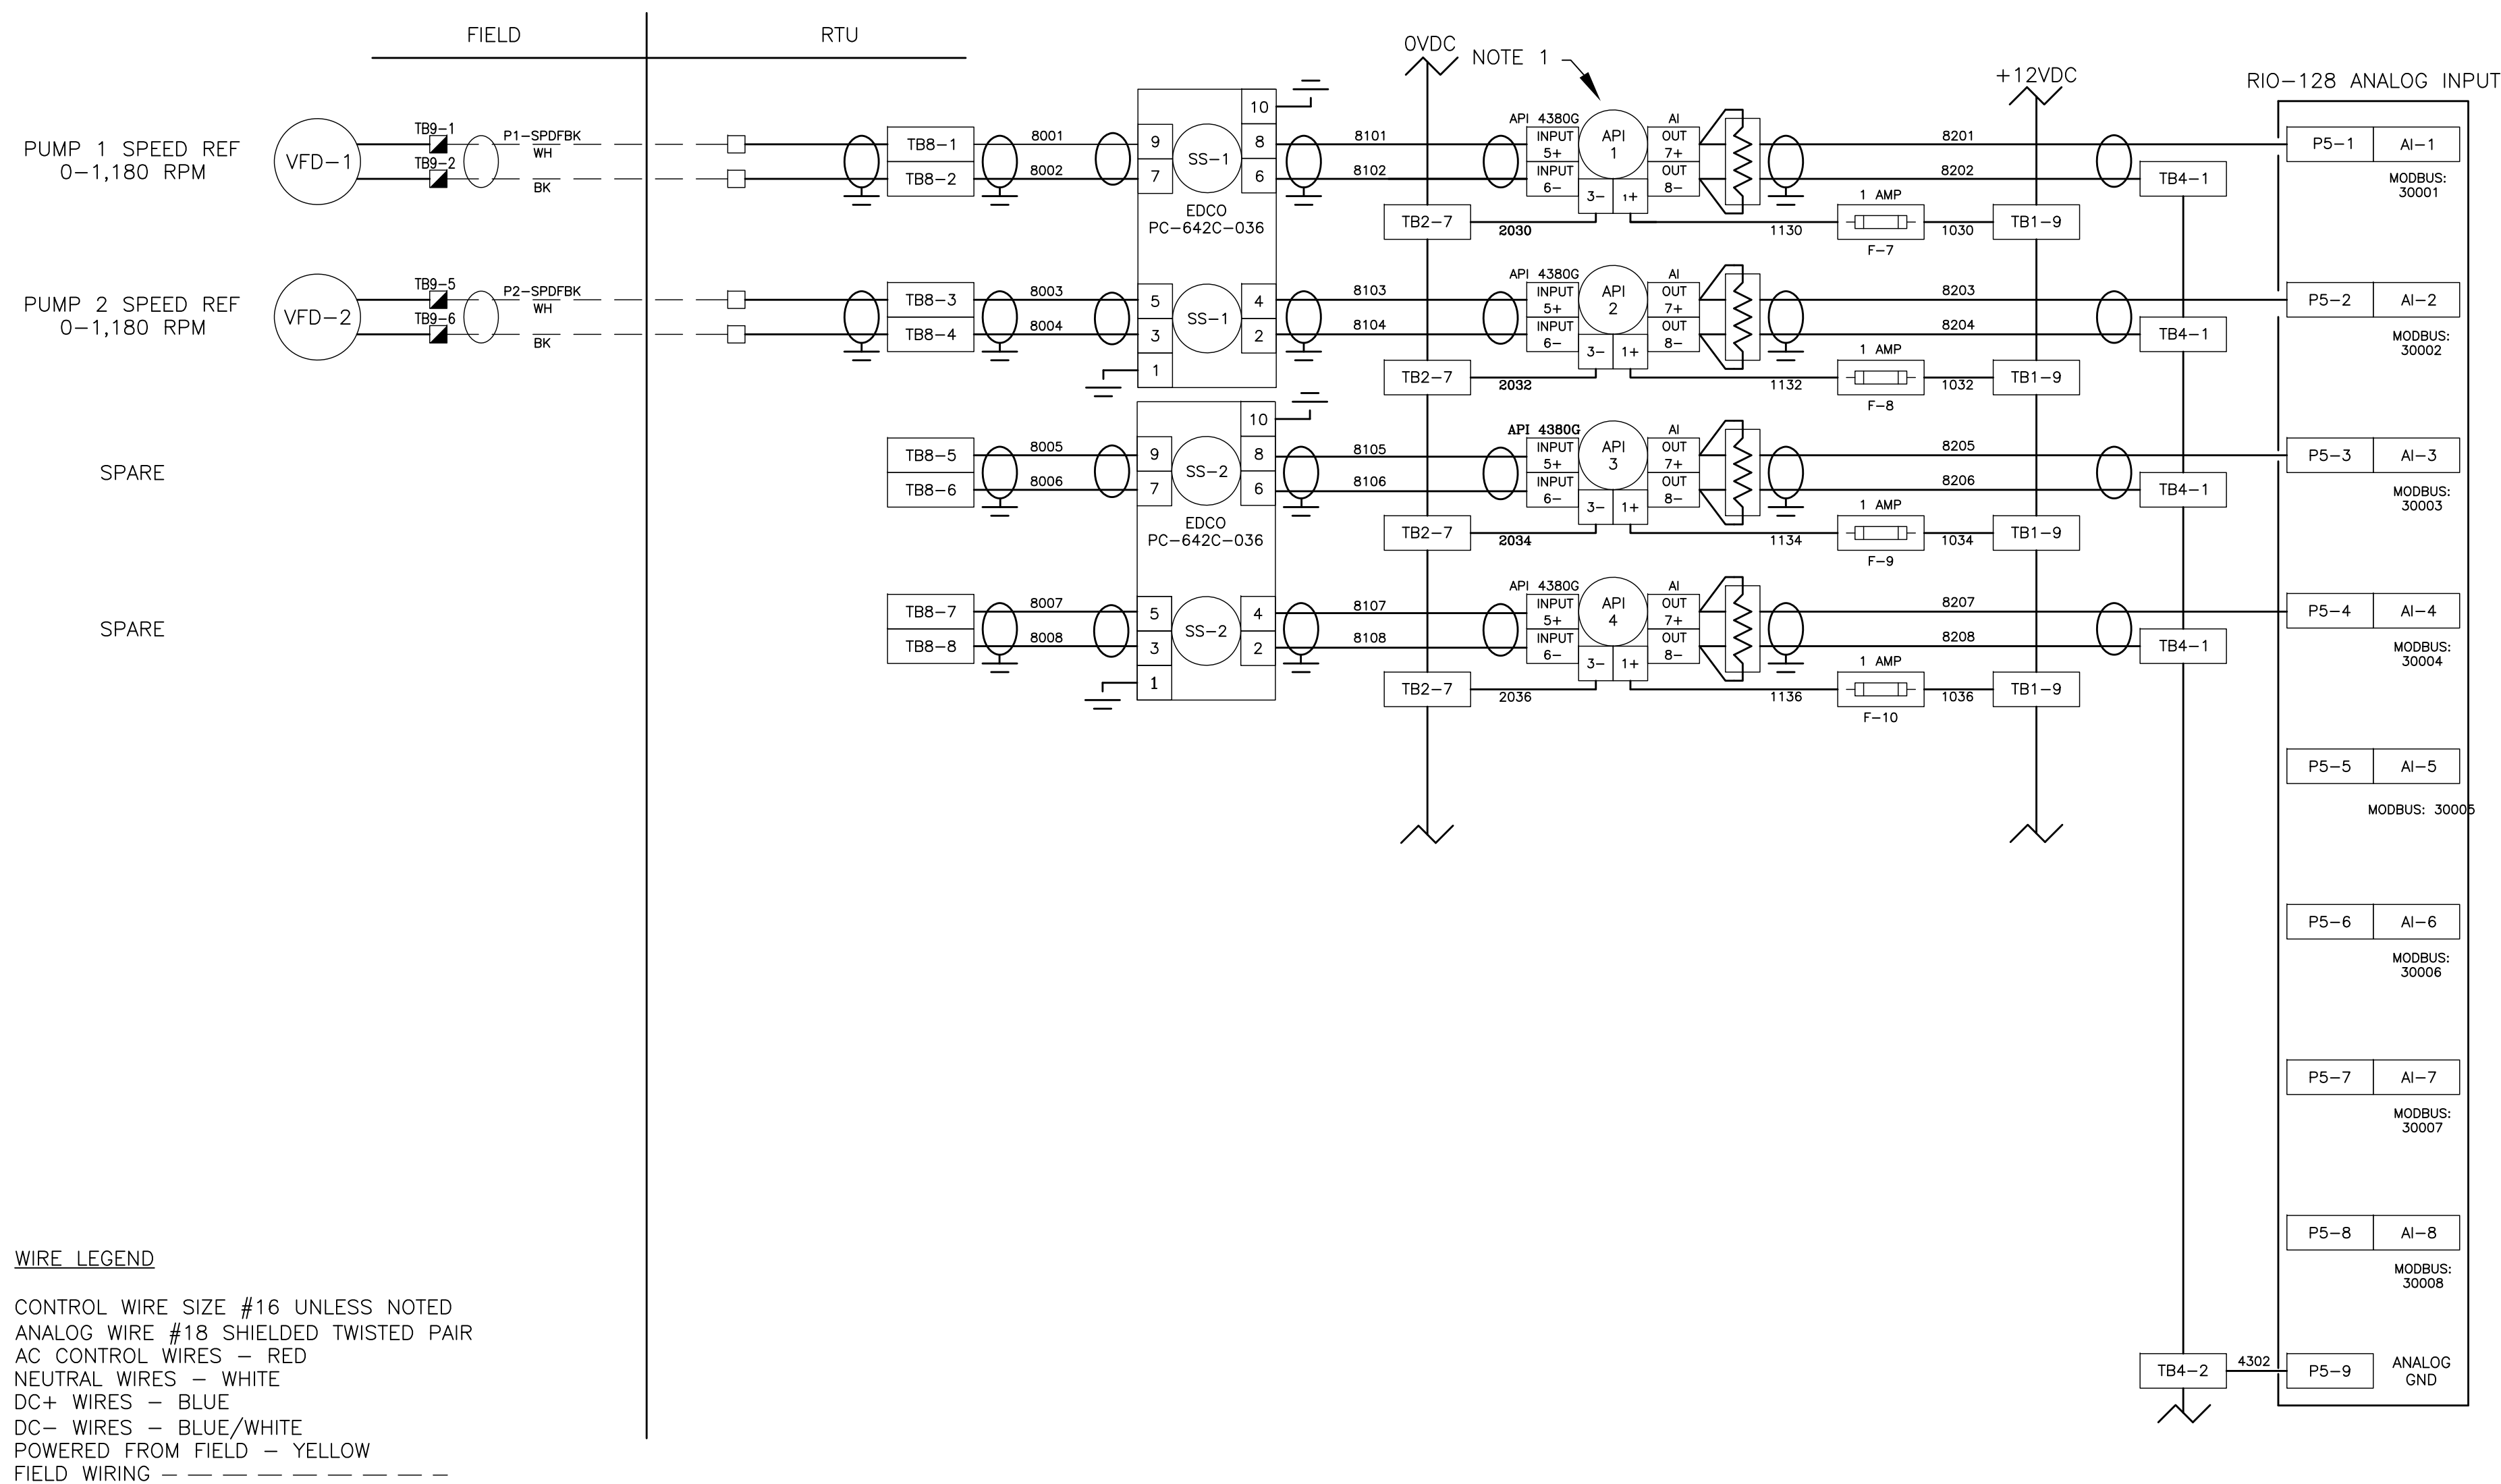 FIELD
RTU
0VDC
NOTE 1
+12VDC
RIO-128 ANALOG INPUT
PUMP 1 SPEED REF
0-1,180 RPM
VFD-1
TB9-1
TB9-2
P1-SPDFBK
WH
BK
TB8-1
TB8-2
8001
8002
10
9
8
7
6
SS-1
EDCO
PC-642C-036
8101
8102
API 4380G
INPUT
5+
INPUT
6-
API
1
3-
1+
AI
OUT
7+
OUT
8-
8201
8202
TB4-1
P5-1
AI-1
MODBUS:
30001
TB2-7
2030
1130
1 AMP
F-7
1030
TB1-9
PUMP 2 SPEED REF
0-1,180 RPM
VFD-2
TB9-5
TB9-6
P2-SPDFBK
WH
BK
TB8-3
TB8-4
8003
8004
5
4
3
2
1
SS-1
8103
8104
API 4380G
INPUT
5+
INPUT
6-
API
2
3-
1+
AI
OUT
7+
OUT
8-
8203
8204
TB4-1
P5-2
AI-2
MODBUS:
30002
TB2-7
2032
1132
1 AMP
F-8
1032
TB1-9
SPARE
TB8-5
TB8-6
8005
8006
10
9
8
7
6
SS-2
EDCO
PC-642C-036
8105
8106
API 4380G
INPUT
5+
INPUT
6-
API
3
3-
1+
AI
OUT
7+
OUT
8-
8205
8206
TB4-1
P5-3
AI-3
MODBUS:
30003
TB2-7
2034
1134
1 AMP
F-9
1034
TB1-9
SPARE
TB8-7
TB8-8
8007
8008
5
4
3
2
1
SS-2
8107
8108
API 4380G
INPUT
5+
INPUT
6-
API
4
3-
1+
AI
OUT
7+
OUT
8-
8207
8208
TB4-1
P5-4
AI-4
MODBUS:
30004
TB2-7
2036
1136
1 AMP
F-10
1036
TB1-9
P5-5
AI-5
MODBUS: 30005
P5-6
AI-6
MODBUS:
30006
P5-7
AI-7
MODBUS:
30007
P5-8
AI-8
MODBUS:
30008
TB4-2
4302
P5-9
ANALOG
GND
WIRE LEGEND
CONTROL WIRE SIZE #16 UNLESS NOTED
ANALOG WIRE #18 SHIELDED TWISTED PAIR
AC CONTROL WIRES - RED
NEUTRAL WIRES - WHITE
DC+ WIRES - BLUE
DC- WIRES - BLUE/WHITE
POWERED FROM FIELD - YELLOW
FIELD WIRING - - - - - - - - -